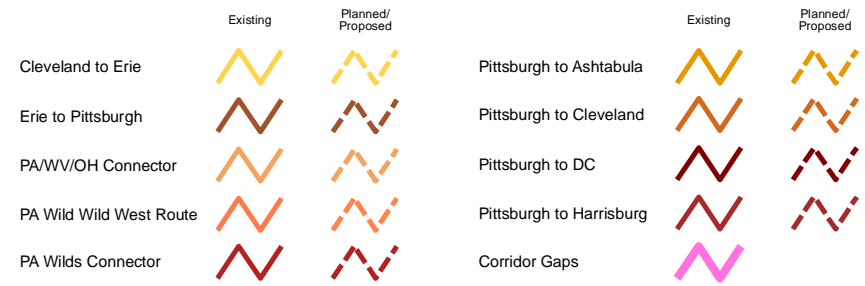 Existing
Planned/
Proposed
Existing
Planned/
Proposed
Cleveland to Erie
Pittsburgh to Ashtabula
Erie to Pittsburgh
Pittsburgh to Cleveland
PA/WV/OH Connector
Pittsburgh to DC
PA Wild Wild West Route
Pittsburgh to Harrisburg
PA Wilds Connector
Corridor Gaps